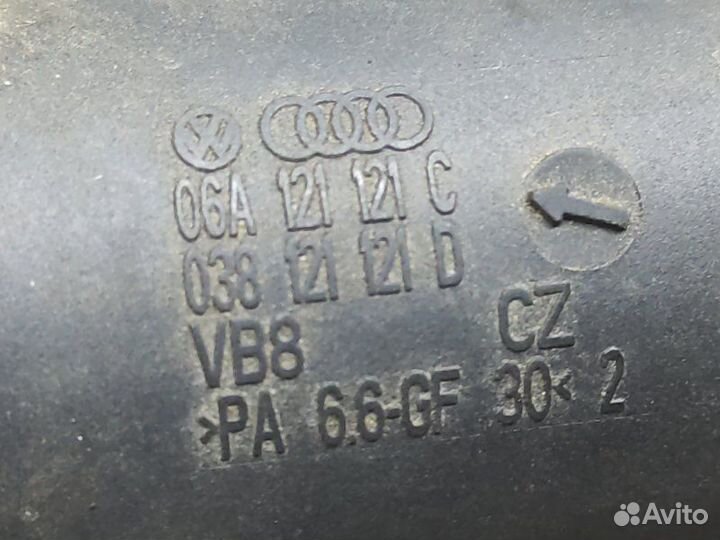 06A 121 121 C
038 121 121 D
VB8 CZ
>PA 6.6-GF 30< 2
Avito